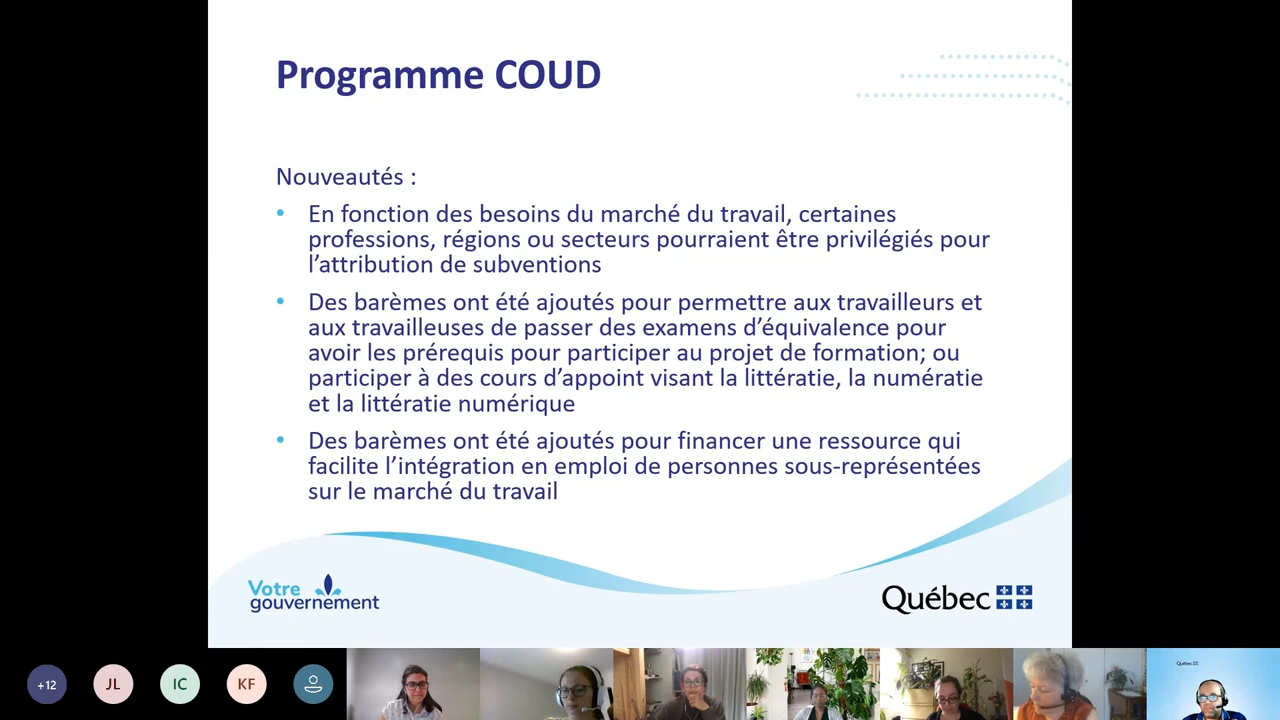 Programme COUD
Nouveautés :
• En fonction des besoins du marché du travail, certaines
professions, régions ou secteurs pourraient être privilégiés pour
l’attribution de subventions
• Des barèmes ont été ajoutés pour permettre aux travailleurs et
aux travailleuses de passer des examens d’équivalence pour
avoir les prérequis pour participer au projet de formation; ou
participer à des cours d’appoint visant la littératie, la numératie
et la littératie numérique
• Des barèmes ont été ajoutés pour financer une ressource qui
facilite l’intégration en emploi de personnes sous-représentées
sur le marché du travail
Votre
gouvernement
Québec
+12
JL
IC
KF
Québec